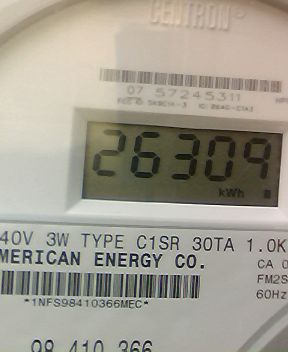 CENTRON®
07 57245311
26309
kWh
40V 3W TYPE C1SR 30TA 1.0K
MERICAN ENERGY CO.
CA 0
FM2S
*1NFS98410366MEC*
60Hz
98 410 366